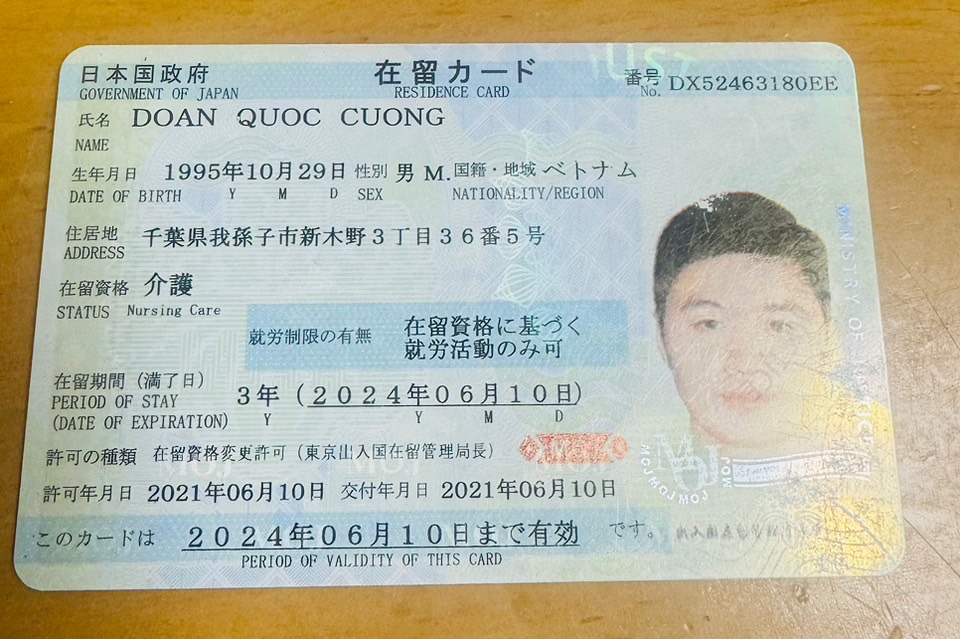 日本国政府 在留カード 番号 DX52463180EE
GOVERNMENT OF JAPAN RESIDENCE CARD No.
氏名 DOAN QUOC CUONG
NAME
生年月日 1995年10月29日 性別 男 M. 国籍・地域 ベトナム
DATE OF BIRTH Y M D SEX NATIONALITY/REGION
住居地 千葉県我孫子市新木野3丁目36番5号
ADDRESS
在留資格 介護
STATUS Nursing Care
就労制限の有無 在留資格に基づく
就労活動のみ可
在留期間（満了日） 3年（2024年06月10日）
PERIOD OF STAY Y Y M D
(DATE OF EXPIRATION)
許可の種類 在留資格変更許可（東京出入国在留管理局長）
MOJ
許可年月日 2021年06月10日 交付年月日 2021年06月10日
このカードは 2024年06月10日まで有効 です。
PERIOD OF VALIDITY OF THIS CARD